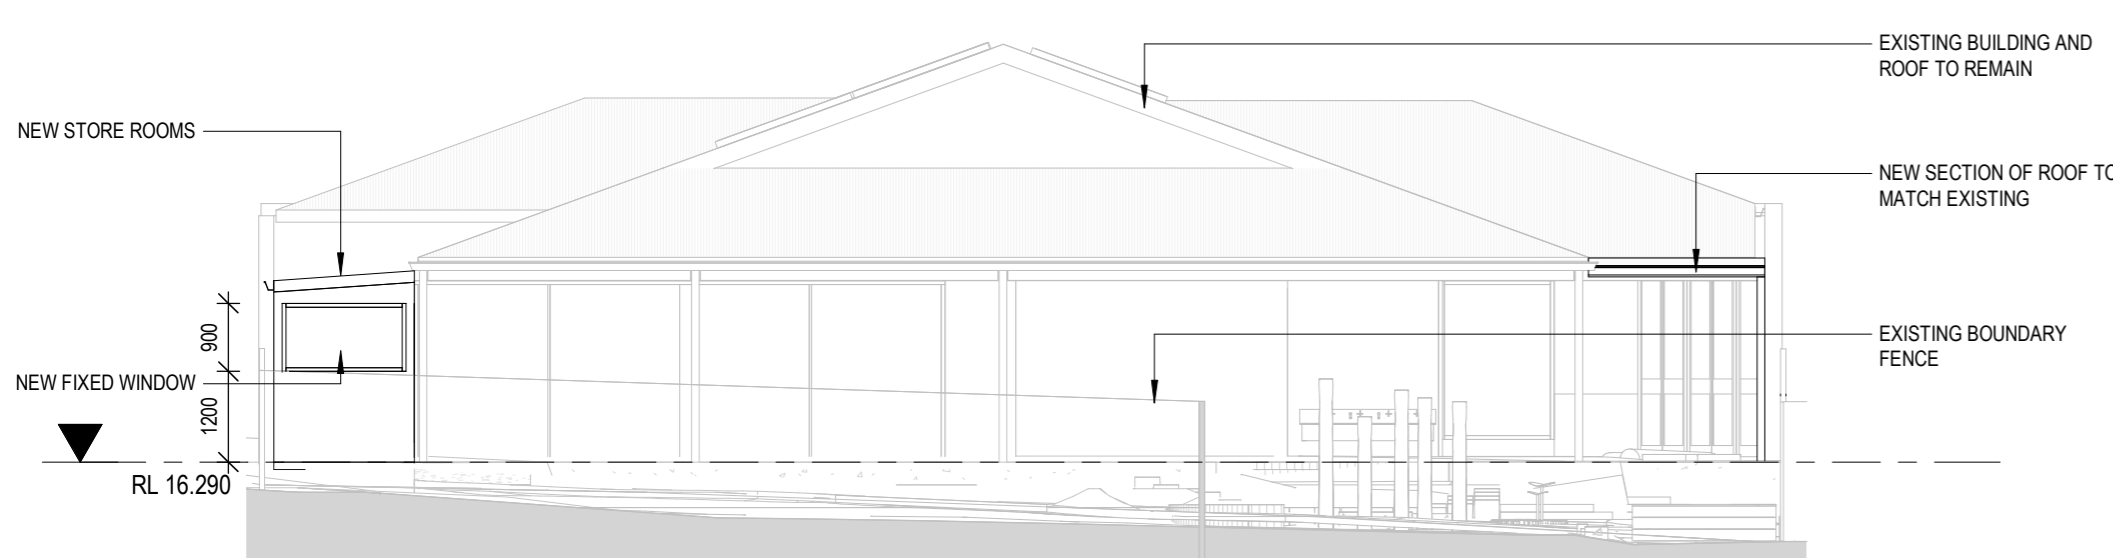 EXISTING BUILDING AND
ROOF TO REMAIN
NEW STORE ROOMS
NEW SECTION OF ROOF TO
MATCH EXISTING
900
EXISTING BOUNDARY
FENCE
NEW FIXED WINDOW
1200
RL 16.290